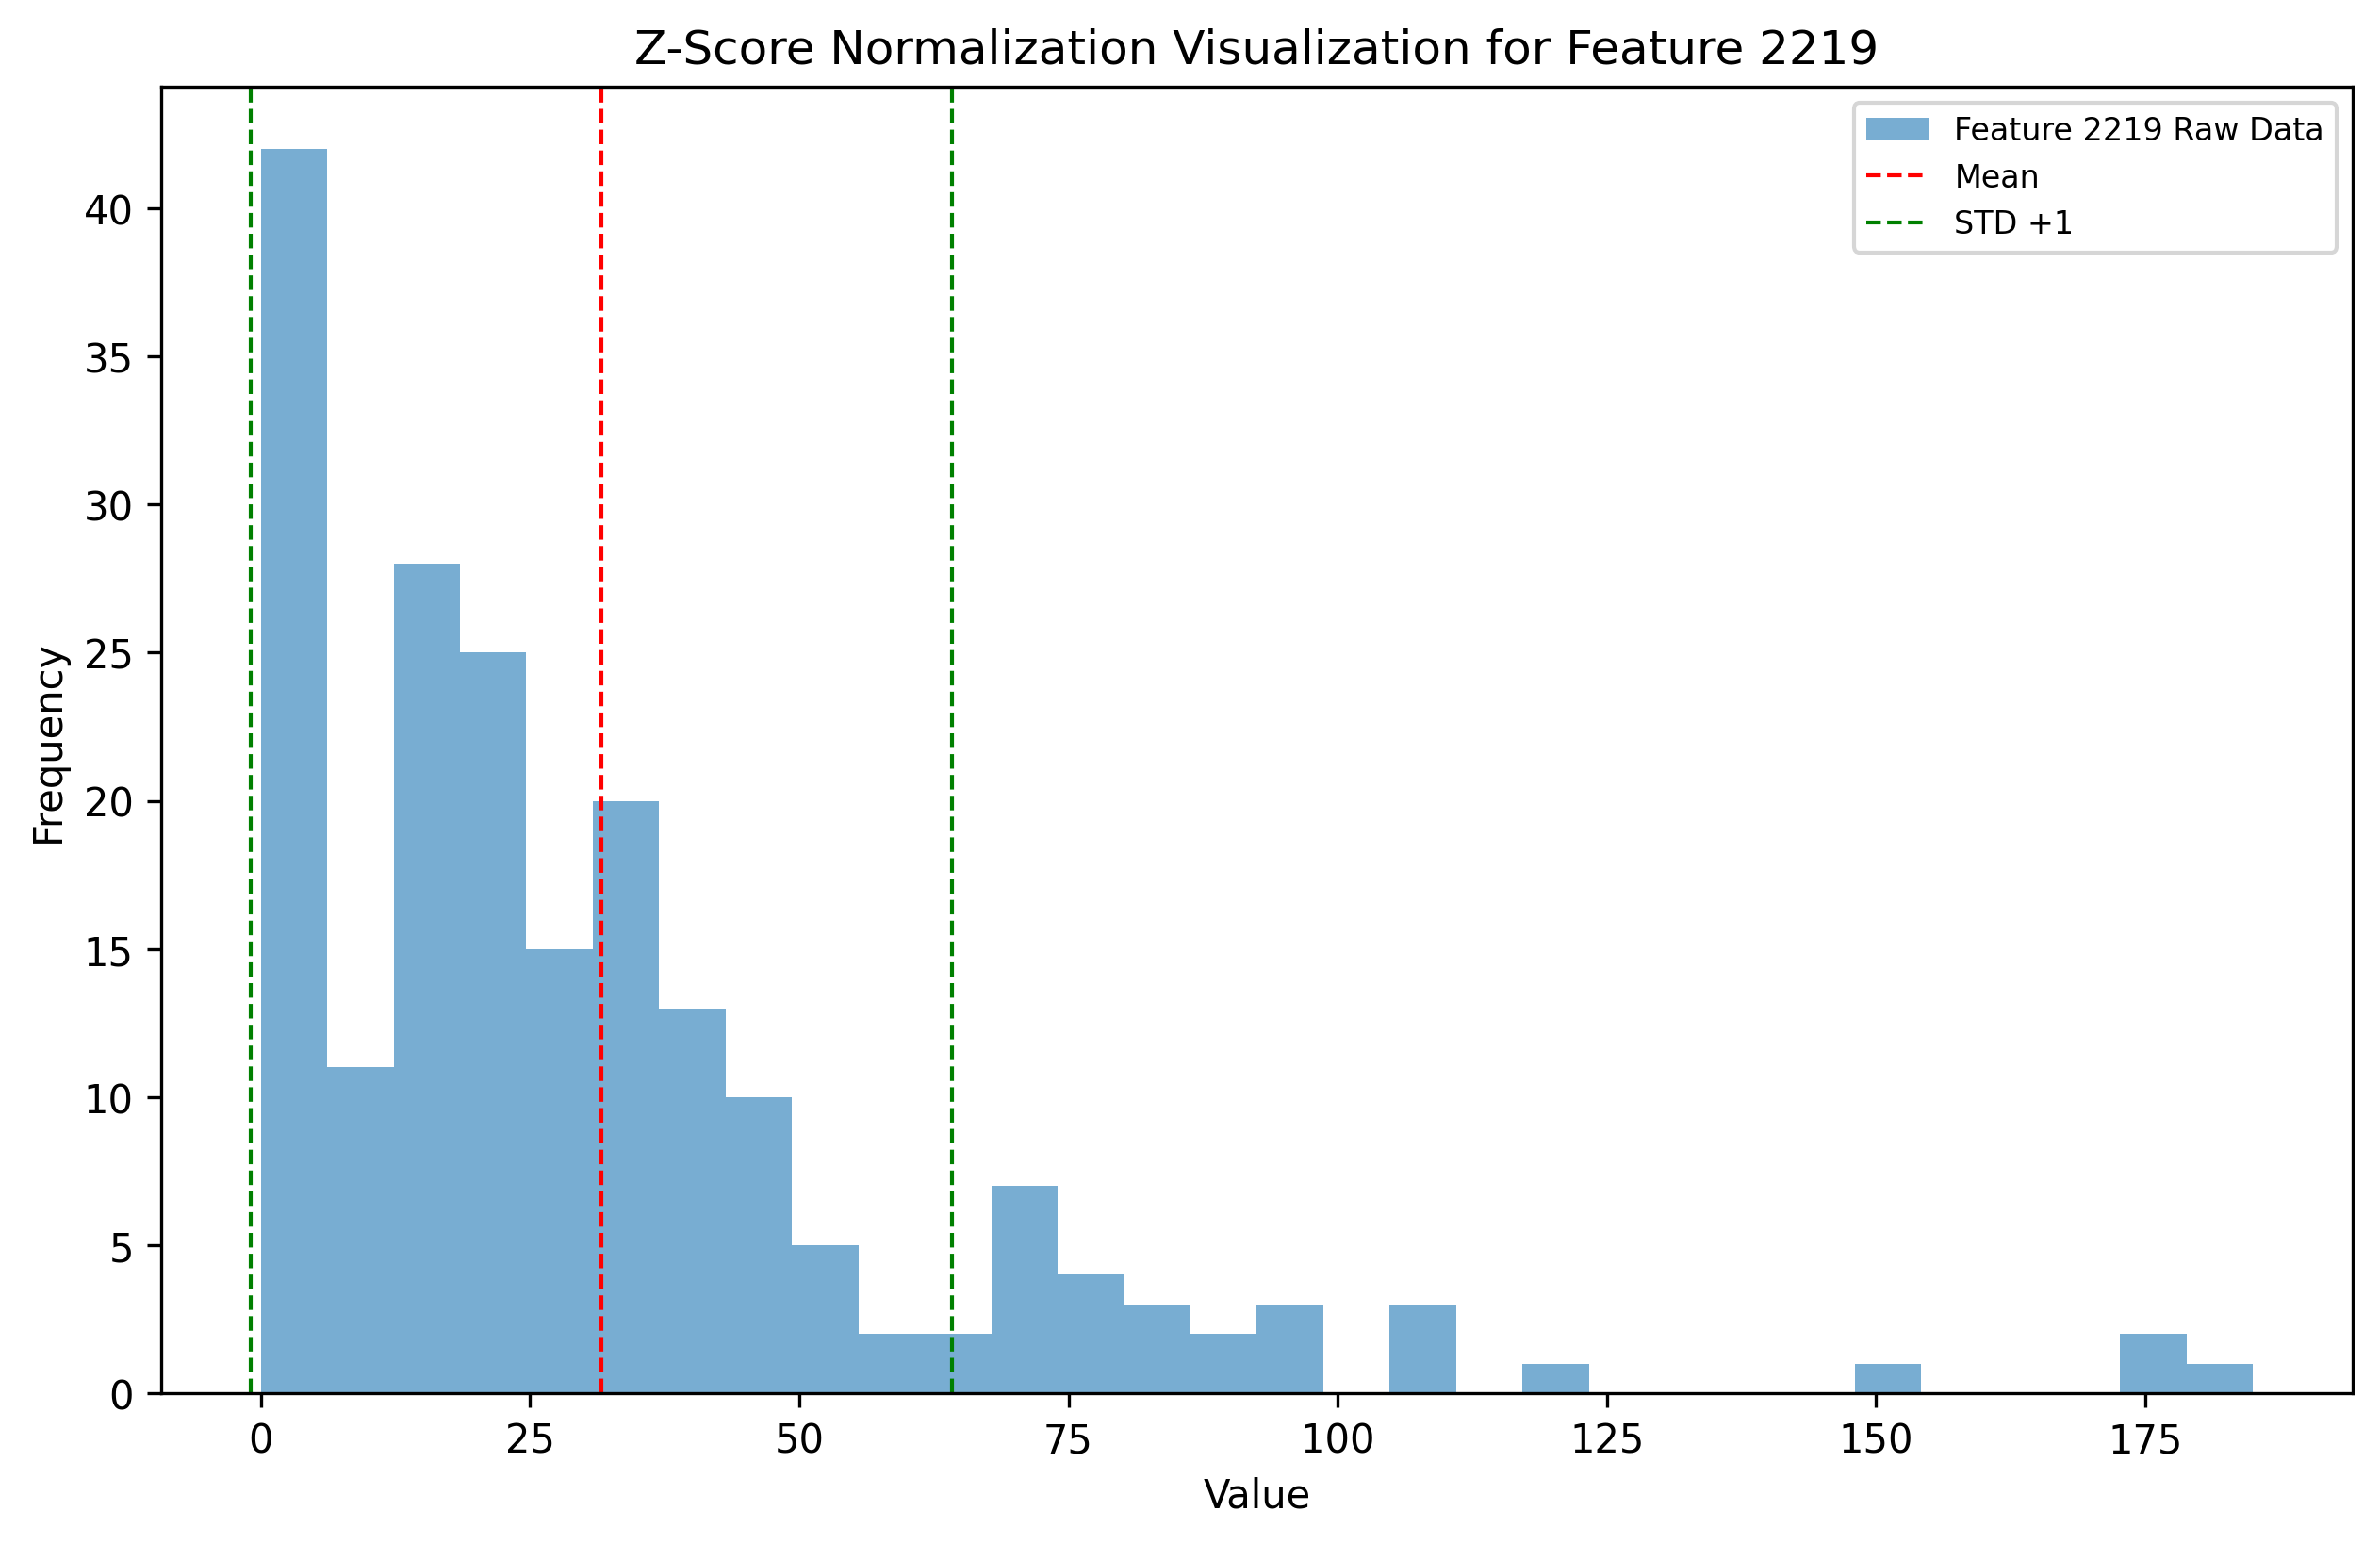 Z-Score Normalization Visualization for Feature 2219
Feature 2219 Raw Data
Mean
STD +1
40
35
30
25
20
15
10
5
0
Frequency
0 25 50 75 100 125 150 175
Value